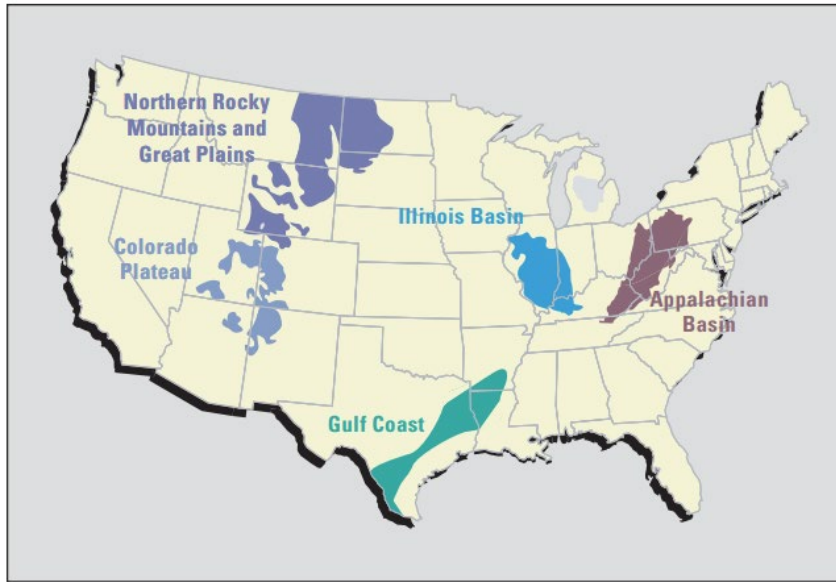 Northern Rocky
Mountains and
Great Plains
Illinois Basin
Colorado
Plateau
Appalachian
Basin
Gulf Coast